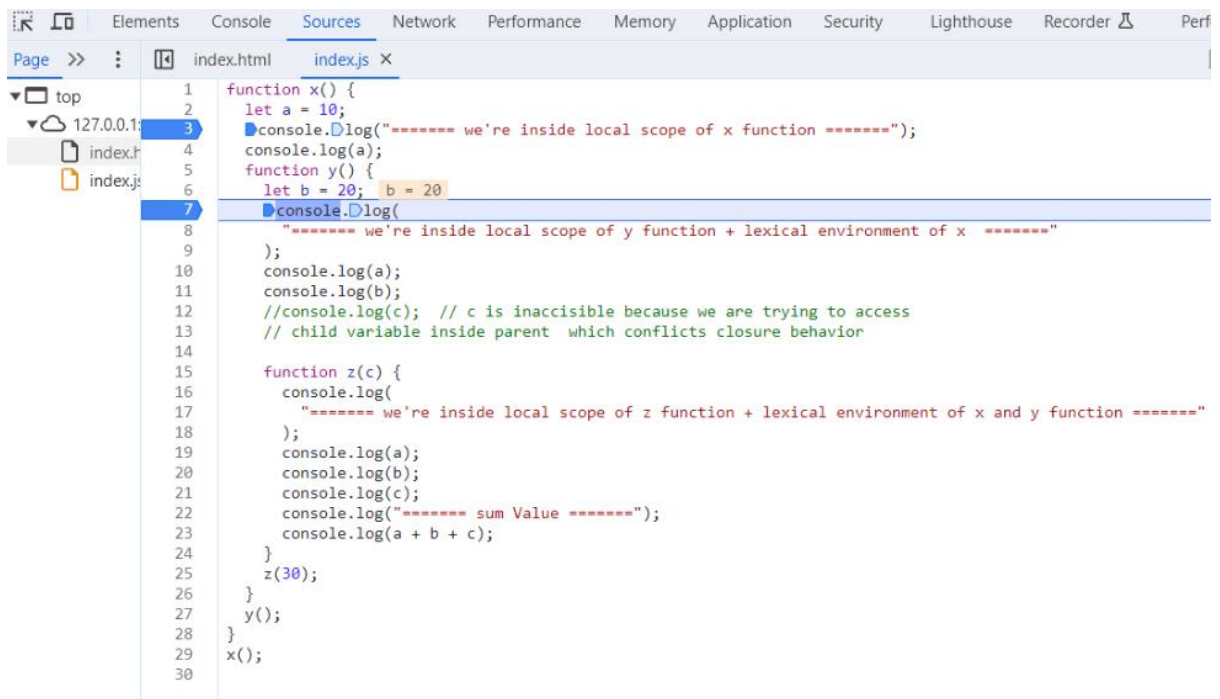 Elements Console Sources Network Performance Memory Application Security Lighthouse Recorder Perf
Page >> index.html index.js ×
top
127.0.0.1:
index.h
index.js
1 function x() {
2 let a = 10;
3 console.log("======= we're inside local scope of x function =======");
4 console.log(a);
5 function y() {
6 let b = 20; b = 20
7 console.log(
8 "======= we're inside local scope of y function + lexical environment of x  ======="
9 );
10 console.log(a);
11 console.log(b);
12 //console.log(c);  // c is inaccisible because we are trying to access
13 // child variable inside parent  which conflicts closure behavior
14
15 function z(c) {
16 console.log(
17 "======= we're inside local scope of z function + lexical environment of x and y function ======="
18 );
19 console.log(a);
20 console.log(b);
21 console.log(c);
22 console.log("======= sum Value =======");
23 console.log(a + b + c);
24 }
25 z(30);
26 }
27 y();
28 }
29 x();
30